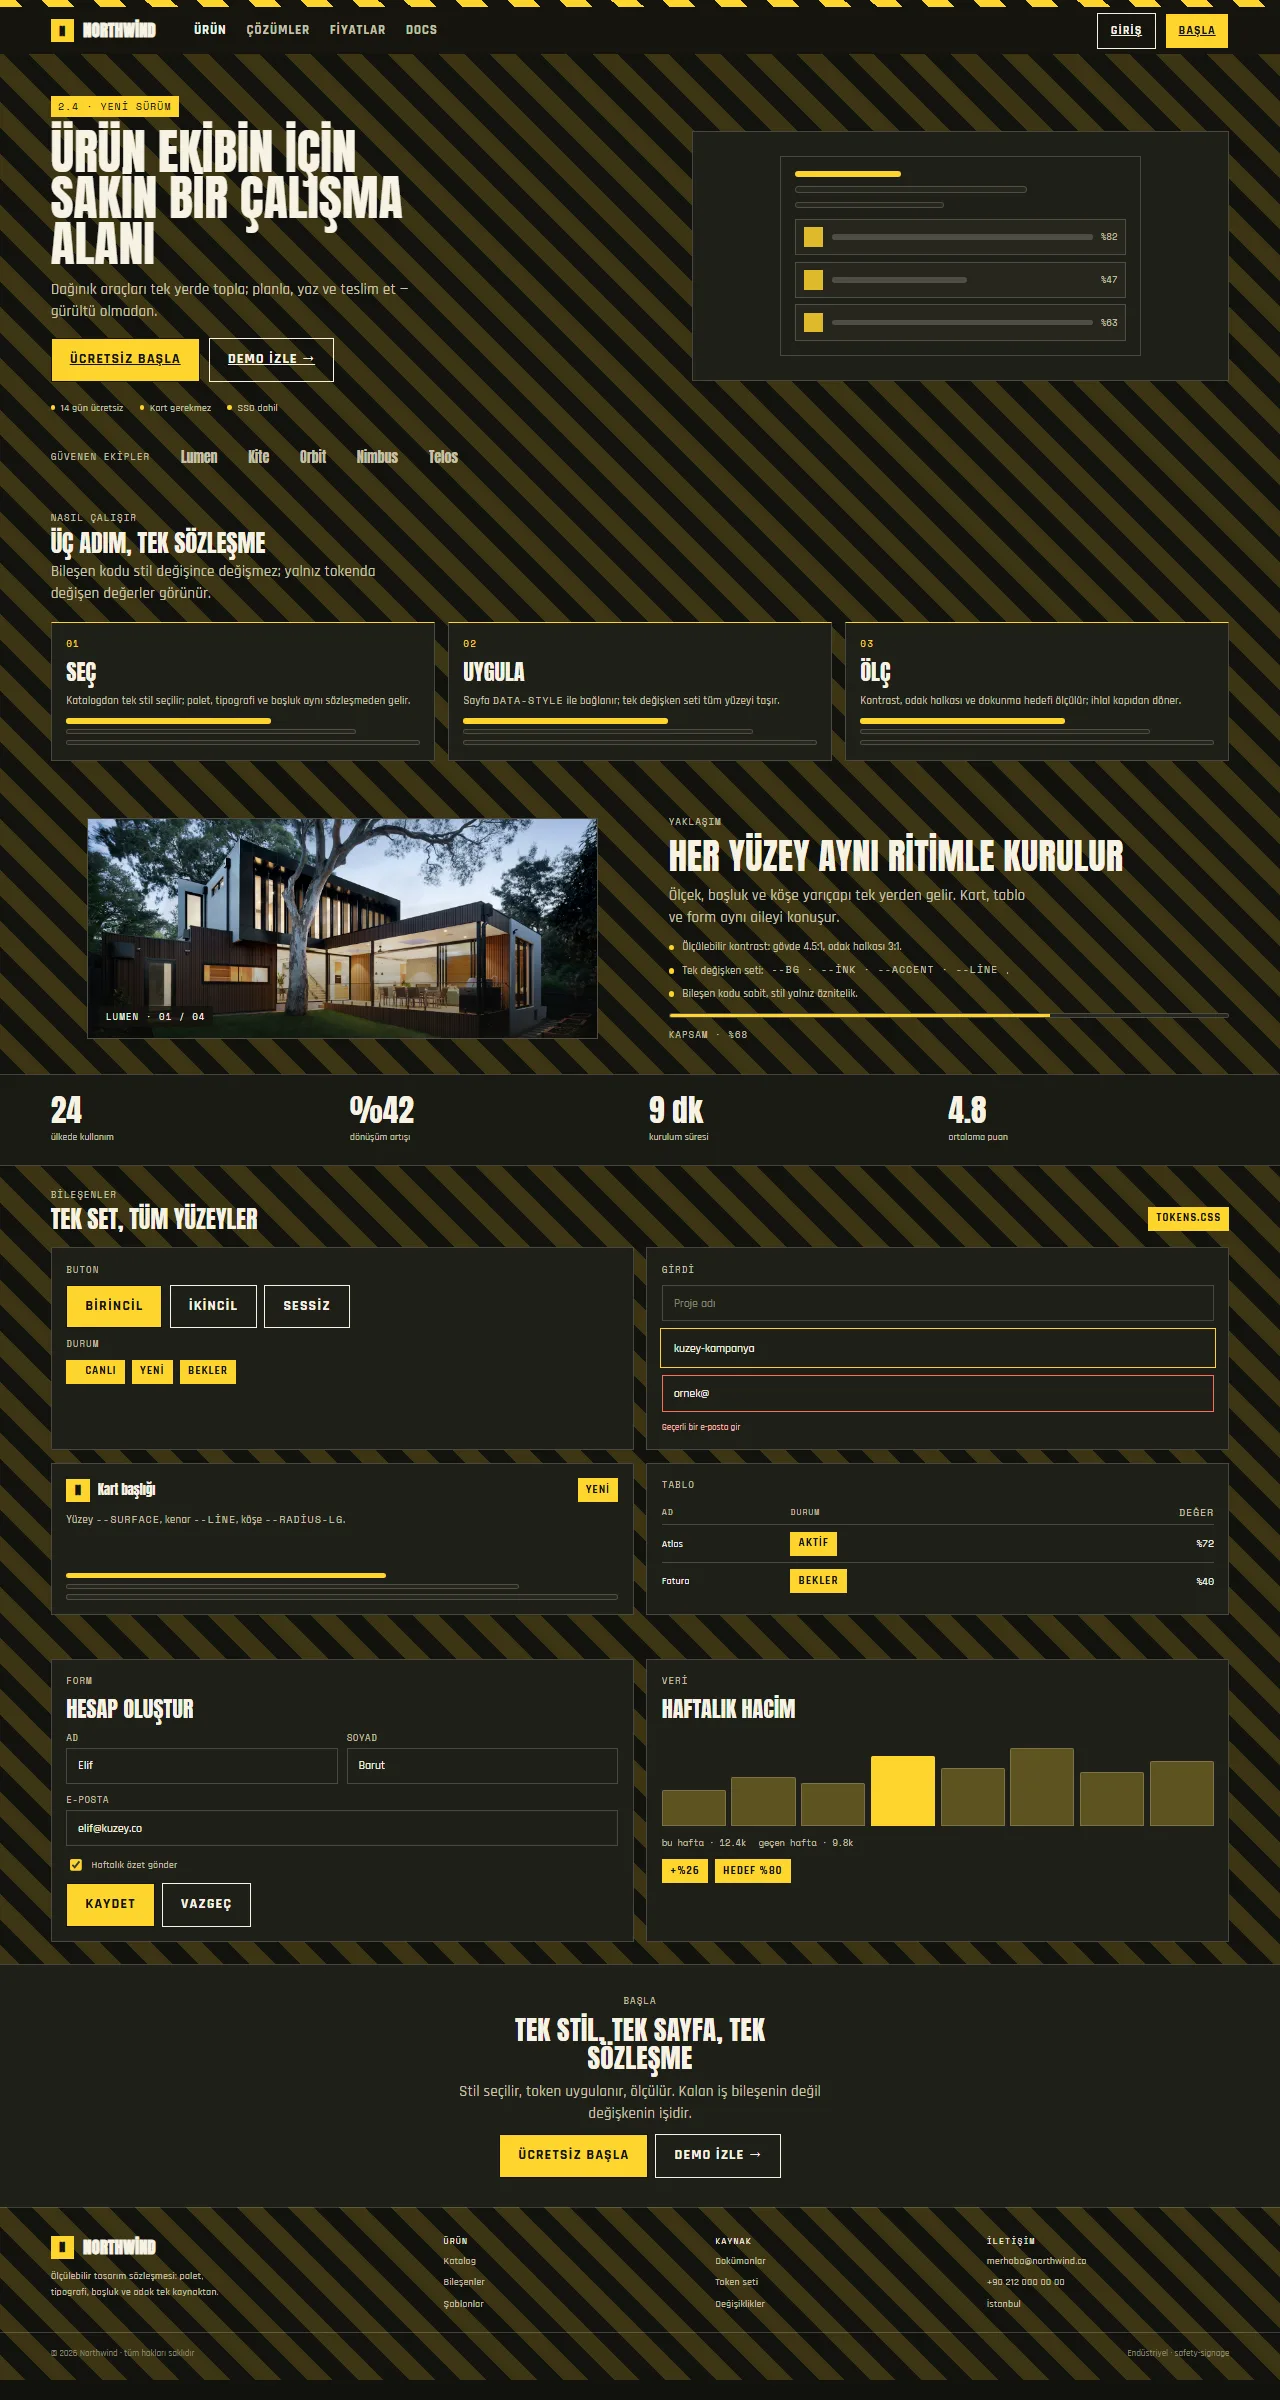 NORTHWİND
ÜRÜN
ÇÖZÜMLER
FİYATLAR
DOCS
GİRİŞ
BAŞLA
2.4 · YENİ SÜRÜM
ÜRÜN EKİBİN İÇİN
SAKİN BİR ÇALIŞMA
ALANI
Dağınık araçları tek yerde topla; planla, yaz ve teslim et —
gürültü olmadan.
ÜCRETSİZ BAŞLA
DEMO İZLE →
14 gün ücretsiz
Kart gerekmez
SSO dahil
%82
%47
%63
GÜVENEN EKİPLER
Lumen
Kite
Orbit
Nimbus
Telos
NASIL ÇALIŞIR
ÜÇ ADIM, TEK SÖZLEŞME
Bileşen kodu stil değişince değişmez; yalnız tokenda
değişen değerler görünür.
01
SEÇ
Katalogdan tek stil seçilir; palet, tipografi ve başluk aynı sözleşmeden gelir.
02
UYGULA
Sayfa DATA-STYLE ile bağlanır; tek değişken seti tüm yüzeyi taşır.
03
ÖLÇ
Kontrast, odak halkası ve dokunma hedefi ölçülür; ihlal kapıdan döner.
LUMEN · 01 / 04
YAKLAŞIM
HER YÜZEY AYNI RİTİMLE KURULUR
Ölçek, boşluk ve köşe yarıçapı tek yerden gelir. Kart, tablo
ve form aynı aileyi konuşur.
Ölçülebilir kontrast: gövde 4.5:1, odak halkası 3:1.
Tek değişken seti: --BG · --İNK · --ACCENT · --LİNE .
Bileşen kodu sabit, stil yalnız öznitelik.
KAPSAM · %68
24
ülkede kullanım
%42
dönüşüm artışı
9 dk
kurulum süresi
4.8
ortalama puan
BİLEŞENLER
TEK SET, TÜM YÜZEYLER
TOKENS.CSS
BUTON
BİRİNCİL
İKİNCİL
SESSİZ
DURUM
CANLI
YENİ
BEKLER
GİRDİ
Proje adı
kuzey-kampanya
ornek@
Geçerli bir e-posta gir
Kart başlığı
YENİ
Yüzey --SURFACE, kenar --LİNE, köşe --RADİUS-LG.
TABLO
AD
DURUM
DEĞER
Atlas
AKTİF
%72
Fatura
BEKLER
%40
FORM
HESAP OLUŞTUR
AD
SOYAD
Elif
Barut
E-POSTA
elif@kuzey.co
Haftalık özet gönder
KAYDET
VAZGEÇ
VERİ
HAFTALIK HACİM
bu hafta · 12.4k
geçen hafta · 9.8k
+%26
HEDEF %80
BAŞLA
TEK STİL, TEK SAYFA, TEK
SÖZLEŞME
Stil seçilir, token uygulanır, ölçülür. Kalan iş bileşenin değil
değişkenin işidir.
ÜCRETSİZ BAŞLA
DEMO İZLE →
NORTHWİND
Ölçülebilir tasarım sözleşmesi: palet,
tipografi, boşluk ve odak tek kaynaktan.
ÜRÜN
Katalog
Bileşenler
Şablonlar
KAYNAK
Dokümanlar
Token seti
Değişiklikler
İLETİŞİM
merhaba@northwind.co
+90 212 000 00 00
İstanbul
© 2026 Northwind · tüm hakları saklıdır
Endüstriyel · safety-signage